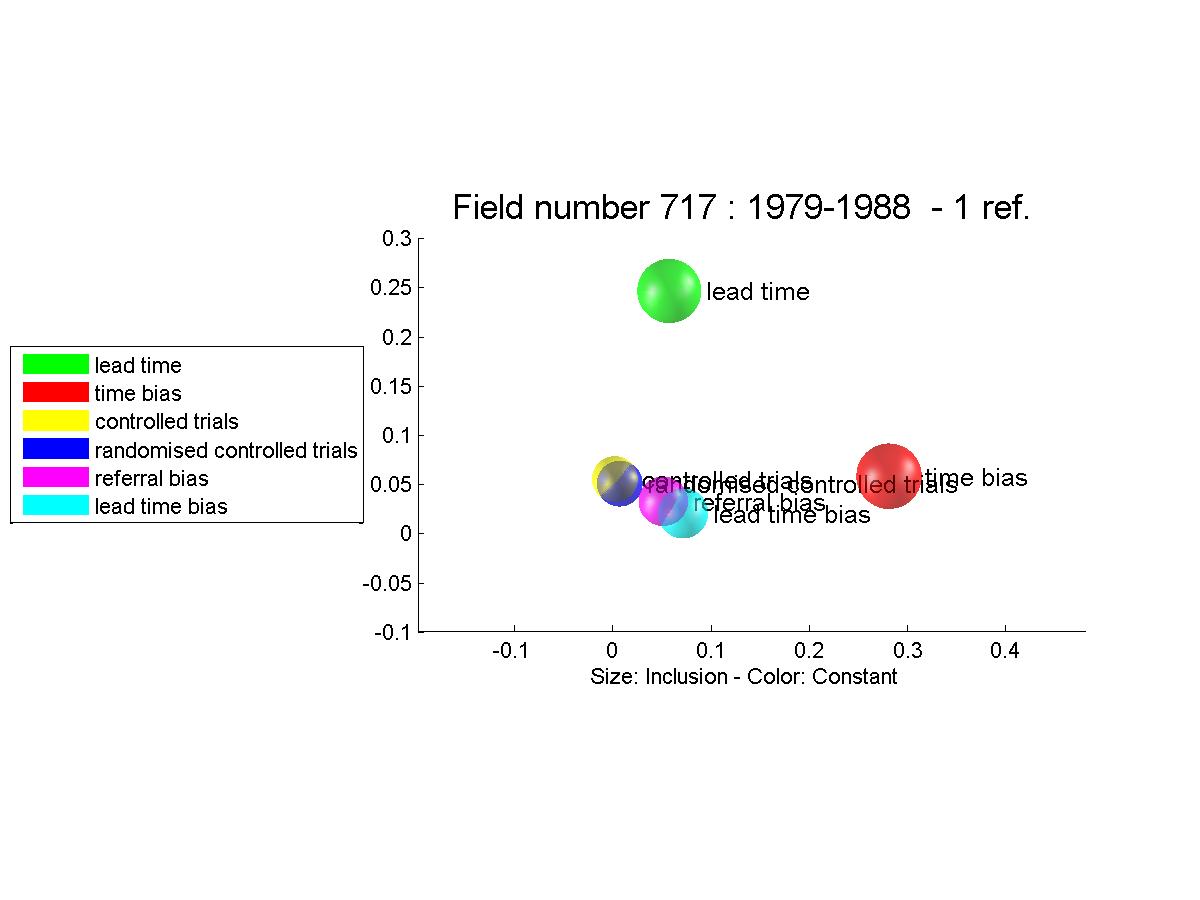 Field number 717 : 1979-1988 - 1 ref.
0.3
0.25
0.2
0.15
0.1
0.05
0
-0.05
-0.1
lead time
time bias
controlled trials
randomised controlled trials
referral bias
lead time bias
lead time
controlled trials
randomised controlled trials
time bias
referral bias
lead time bias
-0.1 0 0.1 0.2 0.3 0.4
Size: Inclusion - Color: Constant